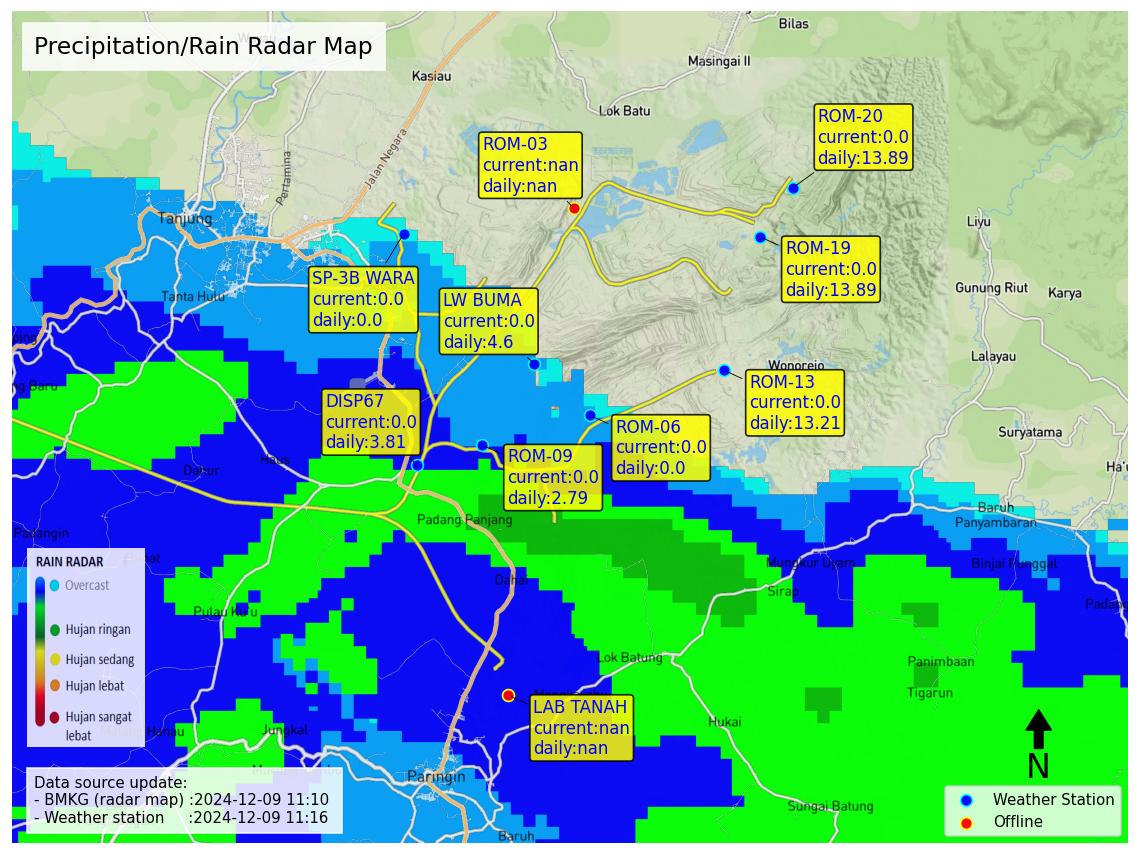 Precipitation/Rain Radar Map
Bilas
Masingai II
Kasiau
Lok Batu
Jalan Negara
Pertamina
ROM-20
current:0.0
daily:13.89
ROM-03
current:nan
daily:nan
Tanjung
Liyu
ROM-19
current:0.0
daily:13.89
SP-3B WARA
current:0.0
daily:0.0
LW BUMA
current:0.0
daily:4.6
Tanta Hulu
Gunung Riut
Karya
Lalayau
Wonorejo
ROM-13
current:0.0
daily:13.21
DISP67
current:0.0
daily:3.81
ROM-06
current:0.0
daily:0.0
Suryatama
ROM-09
current:0.0
daily:2.79
Dahur
Haus
Padang Panjang
Baruh
Panyambaran
Padangin
Mungkur Uyam
Binjai Punggal
Dahai
Sirap
Padang
RAIN RADAR
Overcast
Hujan ringan
Hujan sedang
Hujan lebat
Hujan sangat
lebat
Pulau Ku'u
Lok Batung
Panimbaan
Tigarun
LAB TANAH
current:nan
daily:nan
Hukai
Jungkal
Paringin
Sungai Batung
Baruh
Data source update:
- BMKG (radar map) :2024-12-09 11:10
- Weather station :2024-12-09 11:16
N
Weather Station
Offline